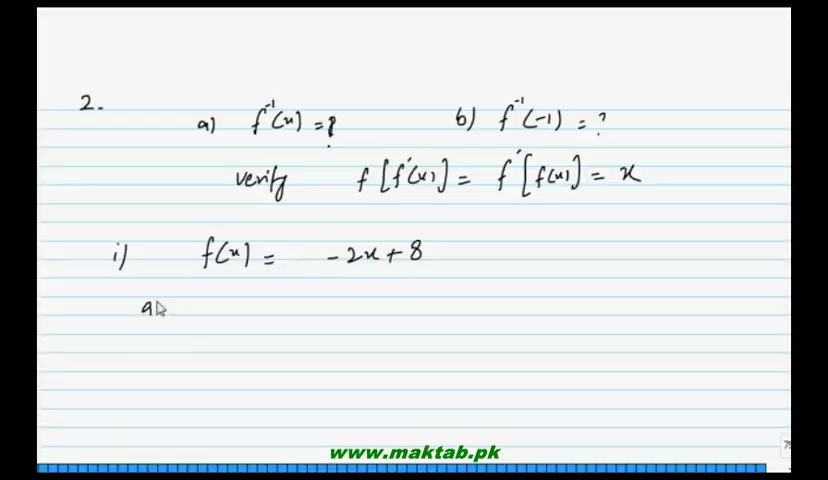 2.
a) f⁻¹(x) = ? b) f⁻¹(-1) = ?
verify f[f⁻¹(x)] = f⁻¹[f(x)] = x
i) f(x) = -2x + 8
a)
www.maktab.pk